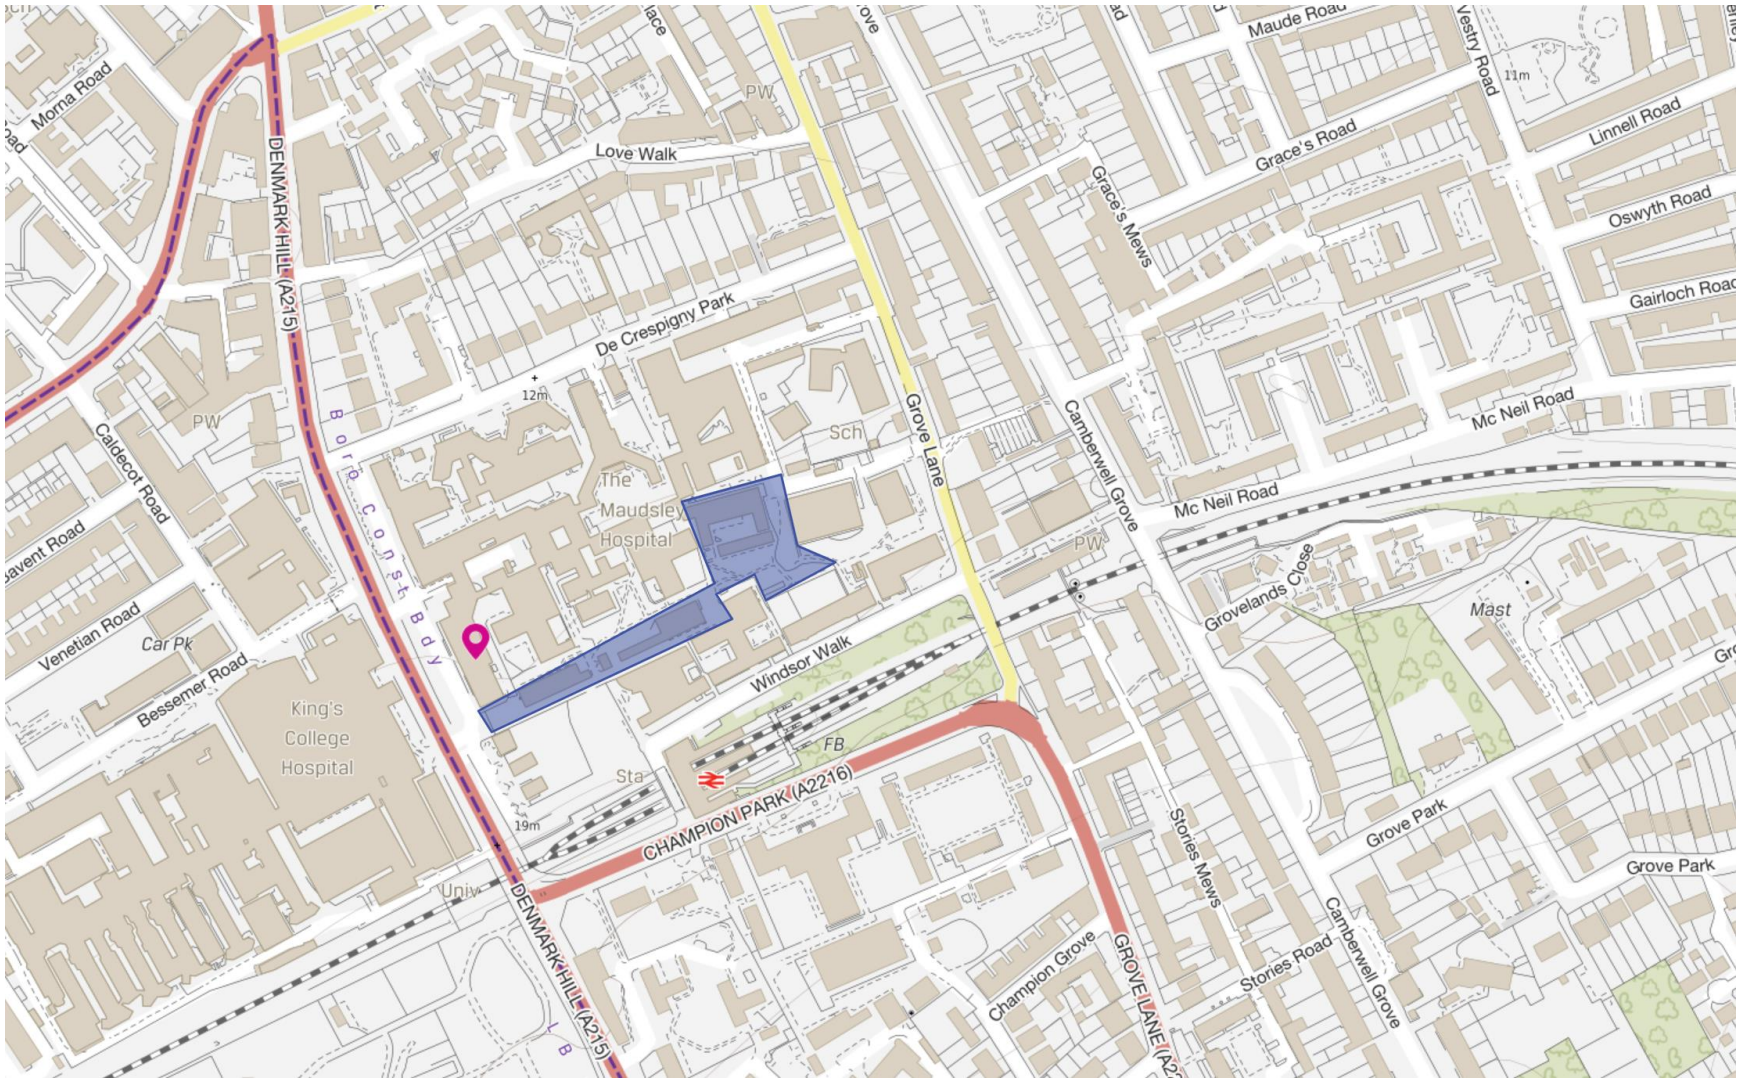 Morna Road
DENMARK HILL (A215)
Love Walk
PW
Maude Road
Vestry Road
11m
Linnell Road
Grace's Road
Grace's Mews
Oswyth Road
Gairloch Road
De Crespigny Park
12m
PW
Caldecot Road
Boro Const Bdy
Sch
Grove Lane
Camberwell Grove
Mc Neil Road
Mc Neil Road
The
Maudsley
Hospital
PW
Grovelands Close
Mast
Venetian Road
Car Pk
Bessemer Road
Windsor Walk
King's
College
Hospital
Sta
FB
CHAMPION PARK (A2216)
19m
Univ
Stories Mews
Grove Park
Grove Park
DENMARK HILL (A215)
L B
Champion Grove
GROVE LANE (A22
Stories Road
Camberwell Grove